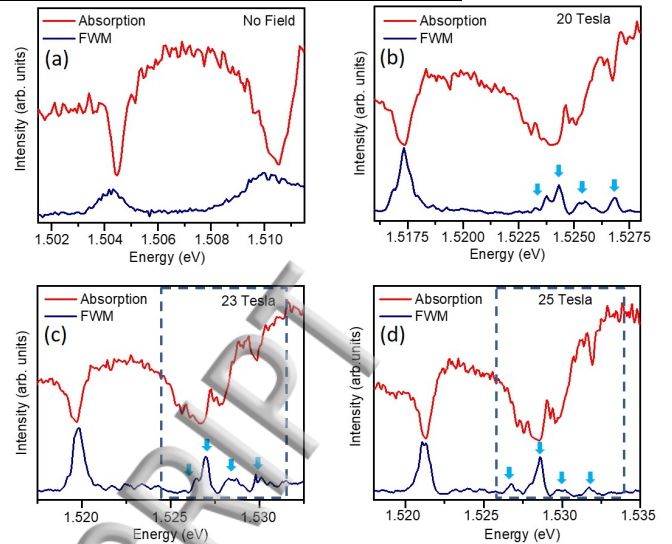 Absorption
FWM
No Field
(a)
Intensity (arb. units)
1.502 1.504 1.506 1.508 1.510
Energy (eV)
Absorption
FWM
20 Tesla
(b)
Intensity (arb. units)
1.5175 1.5200 1.5225 1.5250 1.5275
Energy (eV)
Absorption
FWM
23 Tesla
(c)
Intensity (arb. units)
1.520 1.525 1.530
Energy (eV)
Absorption
FWM
25 Tesla
(d)
Intensity (arb.units)
1.520 1.525 1.530 1.535
Energy (eV)
RIPT